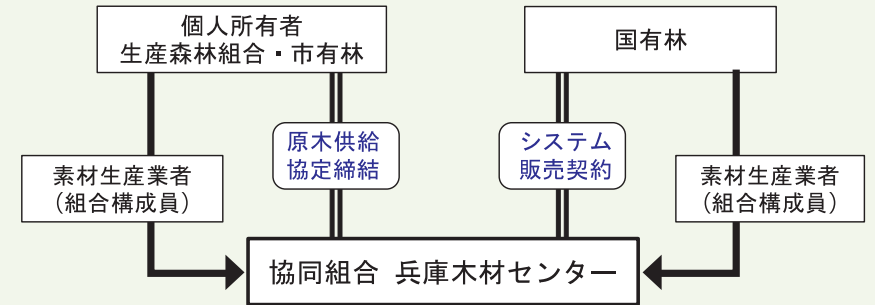 個人所有者
生産森林組合・市有林
国有林
原木供給
協定締結
システム
販売契約
素材生産業者
（組合構成員）
素材生産業者
（組合構成員）
協同組合 兵庫木材センター